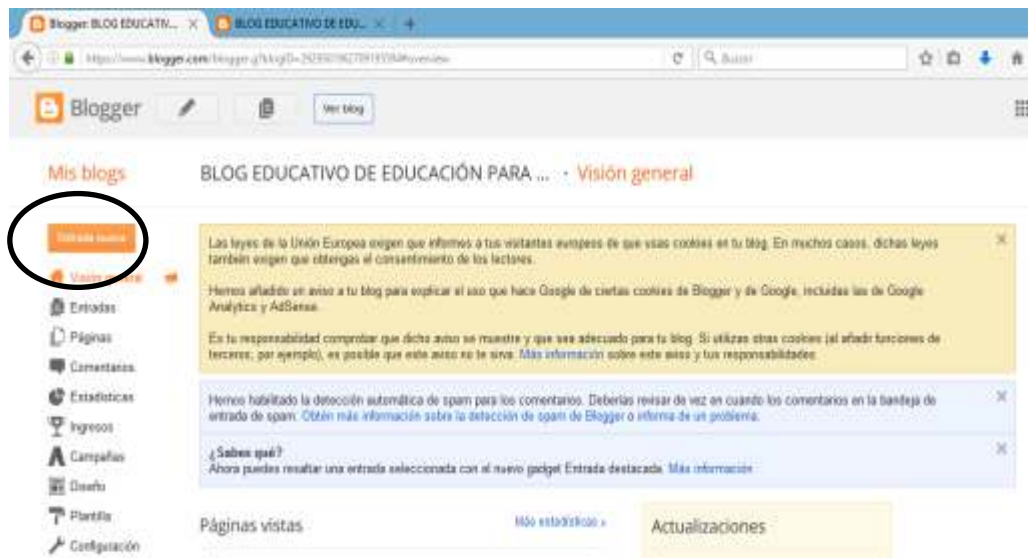 Blogger: BLOG EDUCATIV...
BLOG EDUCATIVO DE EDU...
Buscar
Blogger
Ver blog
Mis blogs
BLOG EDUCATIVO DE EDUCACIÓN PARA ... · Visión general
Entrada nueva
Visión general
Entradas
Páginas
Comentarios
Estadísticas
Ingresos
Campañas
Diseño
Plantilla
Configuración
Las leyes de la Unión Europea exigen que informes a tus visitantes europeos de que usas cookies en tu blog. En muchos casos, dichas leyes
también exigen que obtengas el consentimiento de los lectores.
Hemos añadido un aviso a tu blog para explicar el uso que hace Google de ciertas cookies de Blogger y de Google, incluidas las de Google
Analytics y AdSense.
Es tu responsabilidad comprobar que dicho aviso se muestre y que sea adecuado para tu blog. Si utilizas otras cookies (al añadir funciones de
terceros, por ejemplo), es posible que este aviso no te sirva. Más información sobre este aviso y tus responsabilidades.
Hemos habilitado la detección automática de spam para los comentarios. Deberías revisar de vez en cuando los comentarios en la bandeja de
entrada de spam. Obtén más información sobre la detección de spam de Blogger o informa de un problema.
¿Sabes qué?
Ahora puedes resaltar una entrada seleccionada con el nuevo gadget Entrada destacada. Más información
Páginas vistas
Más estadísticas »
Actualizaciones